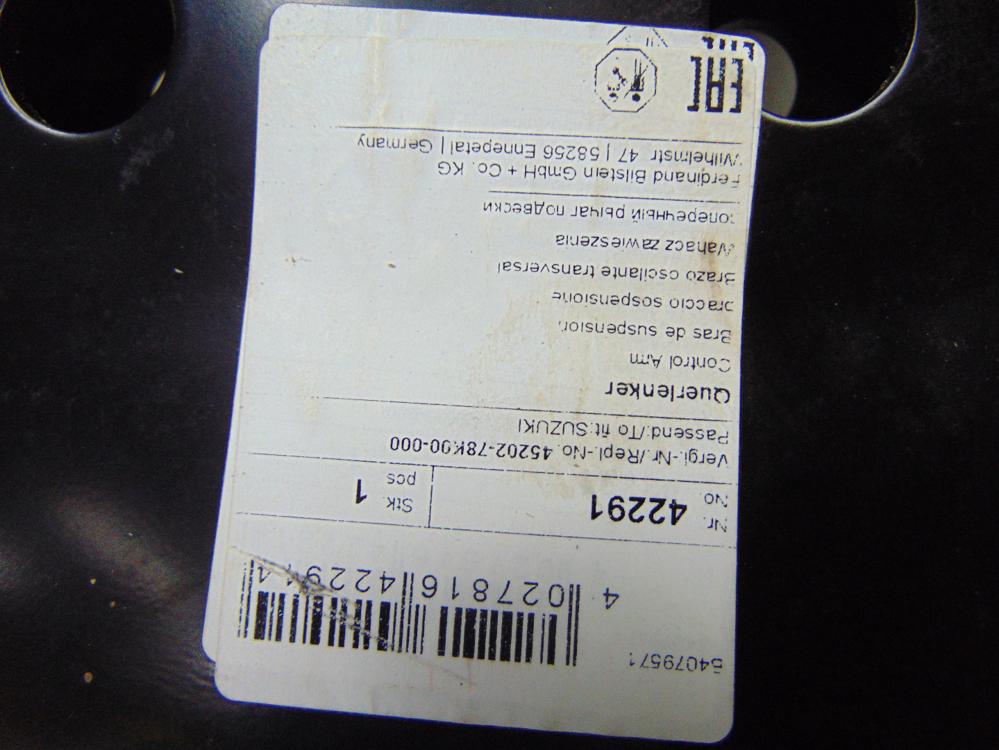 54079571
4 027816 422914
Nr. No. 42291
Stk. pcs 1
Vergl.-Nr./Repl.-No. 45202-78K00-000
Passend:/To fit:SUZUKI
Querlenker
Control Arm
Bras de suspension
braccio sospensione
Brazo oscilante transversal
Wahacz zawieszenia
поперечный рычаг подвески
Ferdinand Bilstein GmbH + Co. KG
Wilhelmstr. 47 | 58256 Ennepetal | Germany
EAC